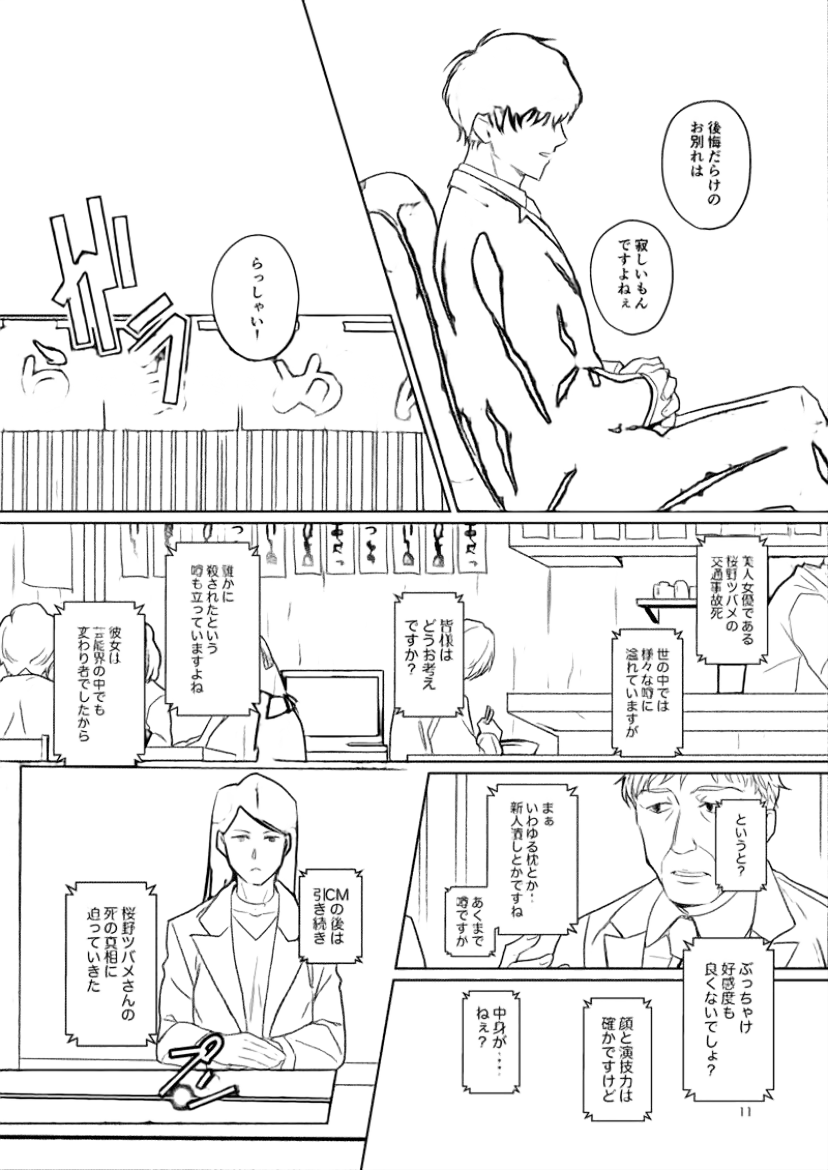 後悔だらけの
お別れは
寂しいもん
ですよねぇ
ガラッ
らっしゃい！
美人女優である
桜野ツバメの
交通事故死
世の中では
様々な噂に
溢れていますが
皆様は
どうお考え
ですか？
誰かに
殺されたという
噂も立っていますよね
彼女は
芸能界の中でも
変わり者でしたから
というと？
まぁ
いわゆる枕とか…
新人潰しとかですね
あくまで
噂ですが
ぶっちゃけ
好感度も
良くないでしょ？
顔と演技力は
確かですけど
中身が……
ねぇ？
CMの後は
引き続き
桜野ツバメさんの
死の真相に
迫っていきた
11